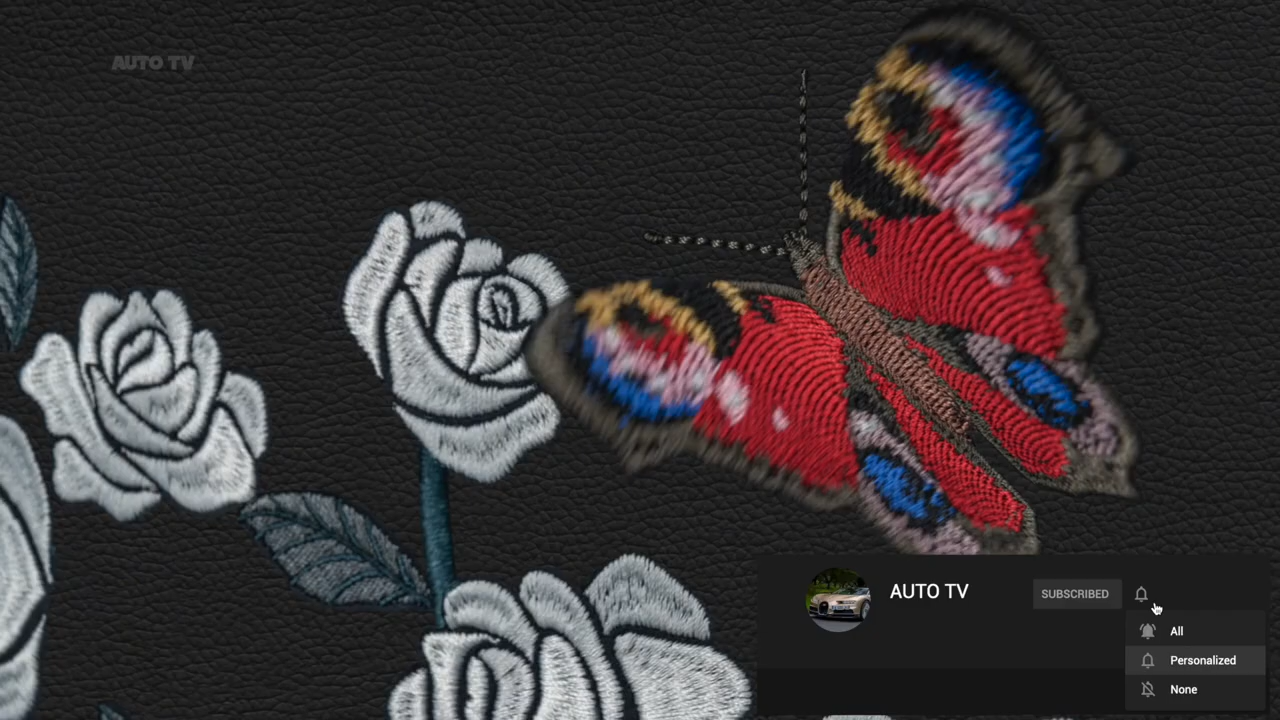 AUTO TV
AUTO TV
SUBSCRIBED
All
Personalized
None